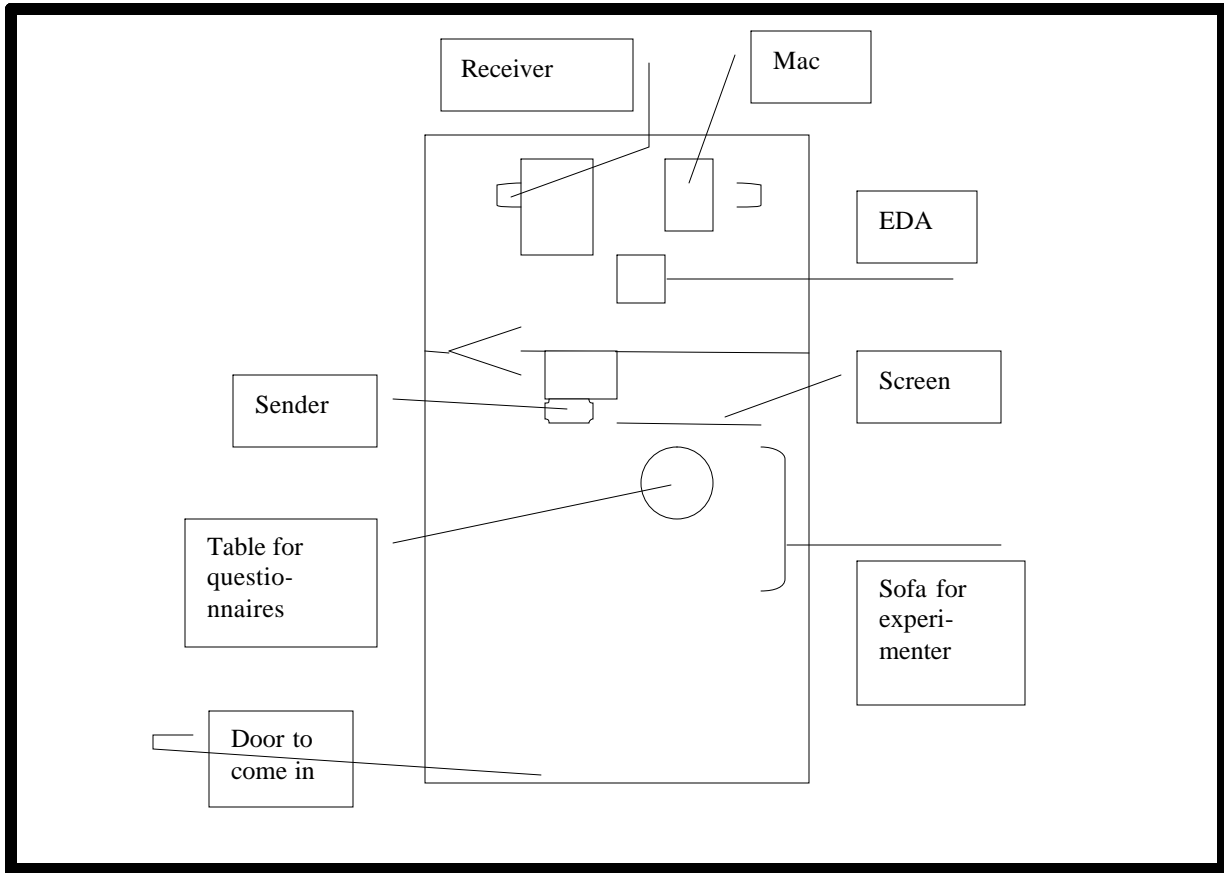 Receiver
Mac
EDA
Sender
Screen
Table for
questio-
nnaires
Sofa for
experi-
menter
Door to
come in